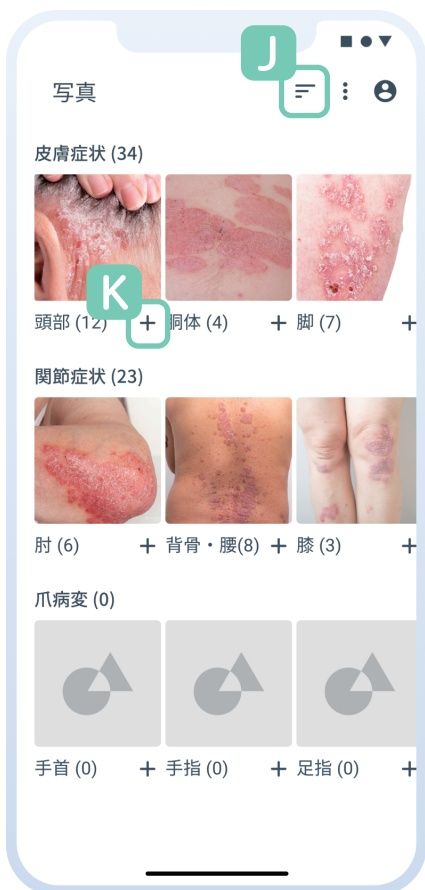 J
写真
皮膚症状 (34)
K
頭部 (12) + 胴体 (4) + 脚 (7) +
関節症状 (23)
肘 (6) + 背骨・腰(8) + 膝 (3) +
爪病変 (0)
手首 (0) + 手指 (0) + 足指 (0) +